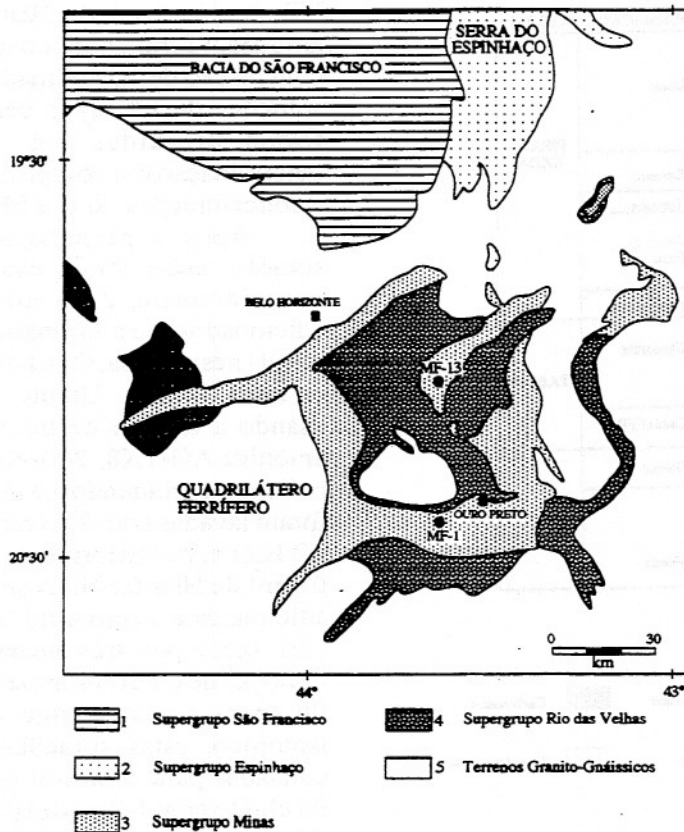 SERRA DO
ESPINHAÇO
BACIA DO SÃO FRANCISCO
19°30'
BELO HORIZONTE
MF-13
QUADRILÁTERO
FERRÍFERO
OURO PRETO
MF-1
20°30'
0 30
km
44° 43°
1 Supergrupo São Francisco
2 Supergrupo Espinhaço
3 Supergrupo Minas
4 Supergrupo Rio das Velhas
5 Terrenos Granito-Gnáissicos